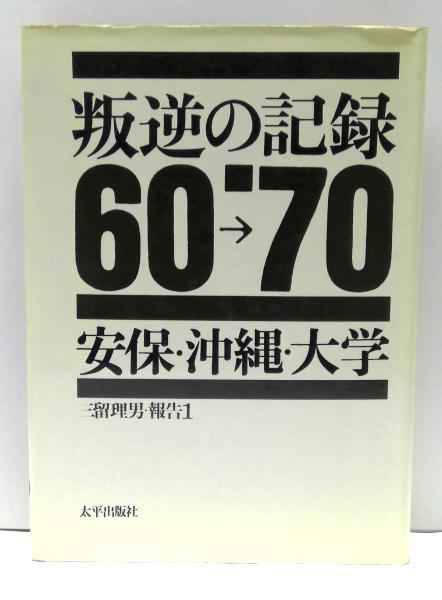 叛逆の記録
60→70
安保·沖縄·大学
三留理男·報告1
太平出版社